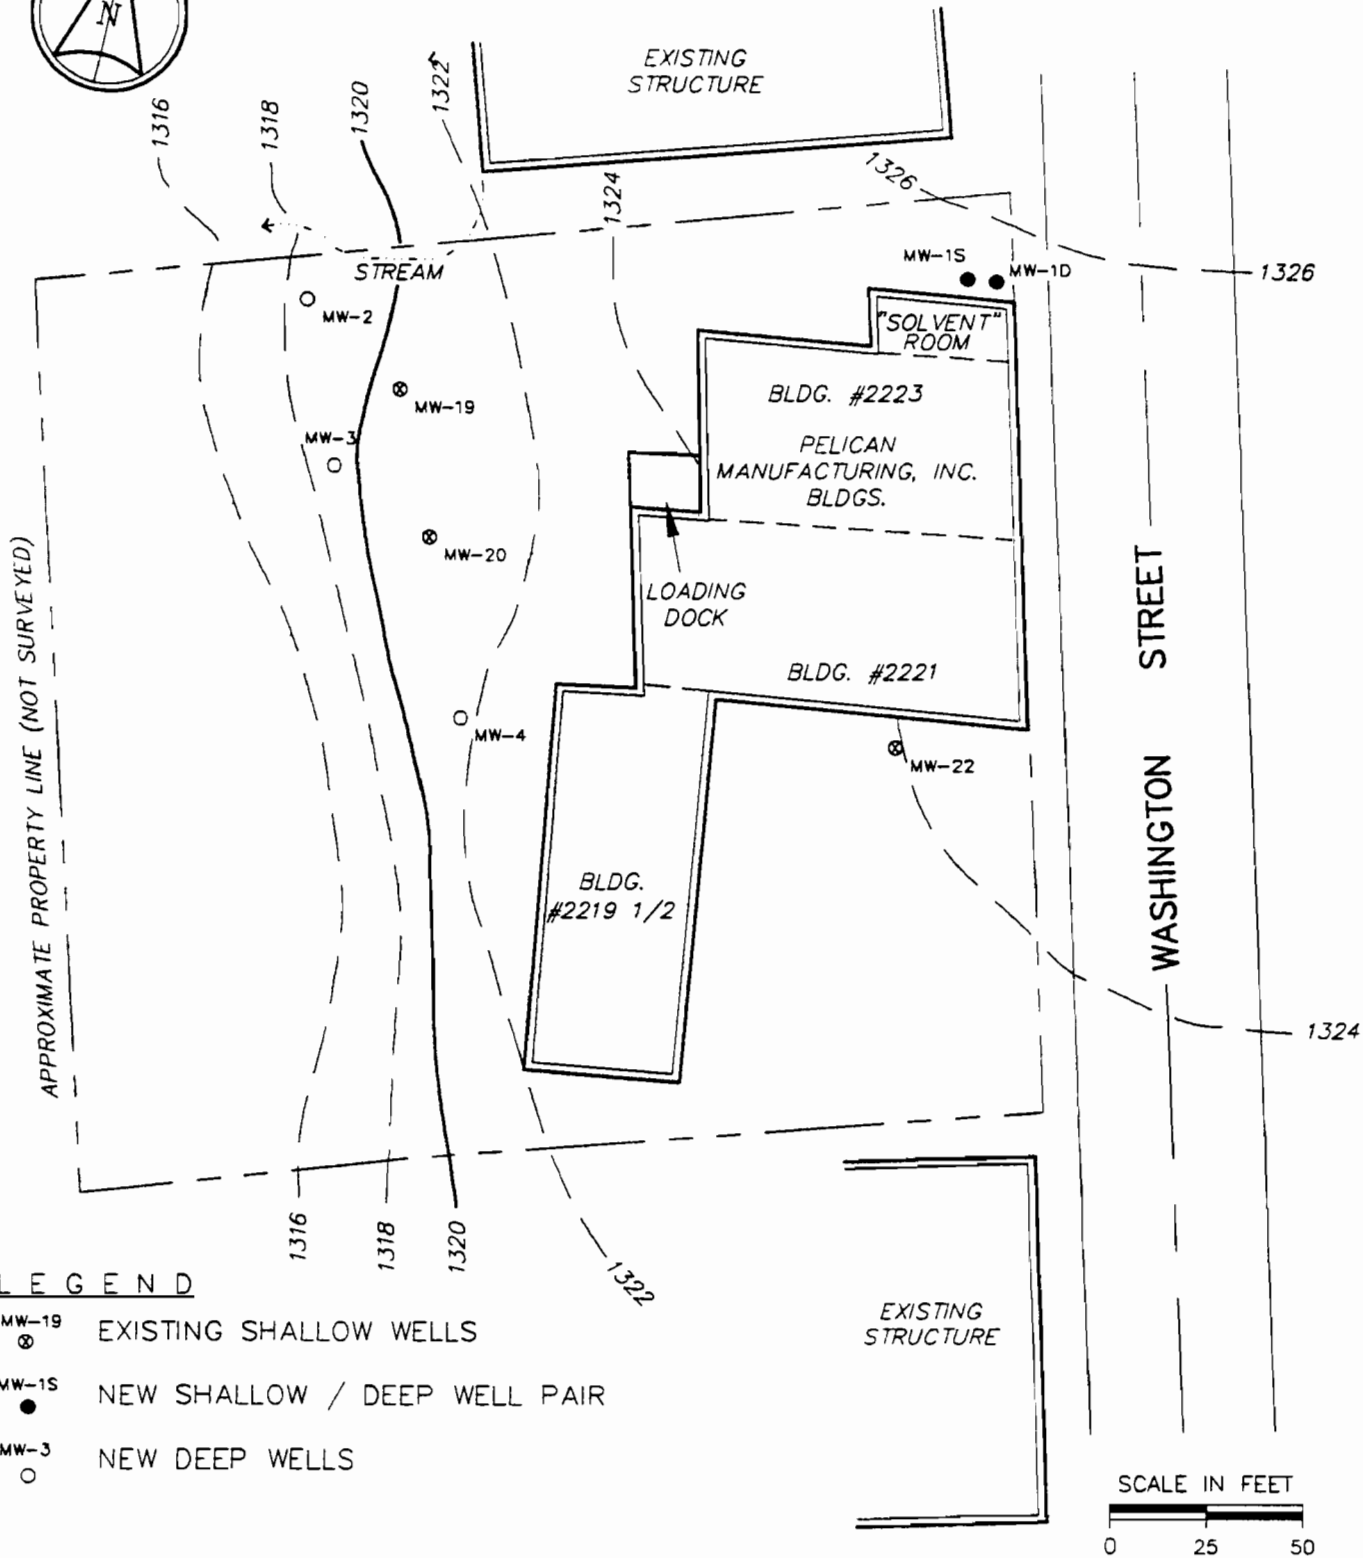 N
1316
1318
1320
1322
EXISTING
STRUCTURE
1324
1326
1326
STREAM
MW-1S
MW-1D
MW-2
"SOLVENT"
ROOM
MW-19
BLDG. #2223
MW-3
PELICAN
MANUFACTURING, INC.
BLDGS.
MW-20
LOADING
DOCK
BLDG. #2221
MW-4
MW-22
APPROXIMATE PROPERTY LINE (NOT SURVEYED)
WASHINGTON STREET
BLDG.
#2219 1/2
1324
1316
1318
1320
1322
LEGEND
MW-19
EXISTING SHALLOW WELLS
MW-1S
NEW SHALLOW / DEEP WELL PAIR
MW-3
NEW DEEP WELLS
EXISTING
STRUCTURE
SCALE IN FEET
0 25 50